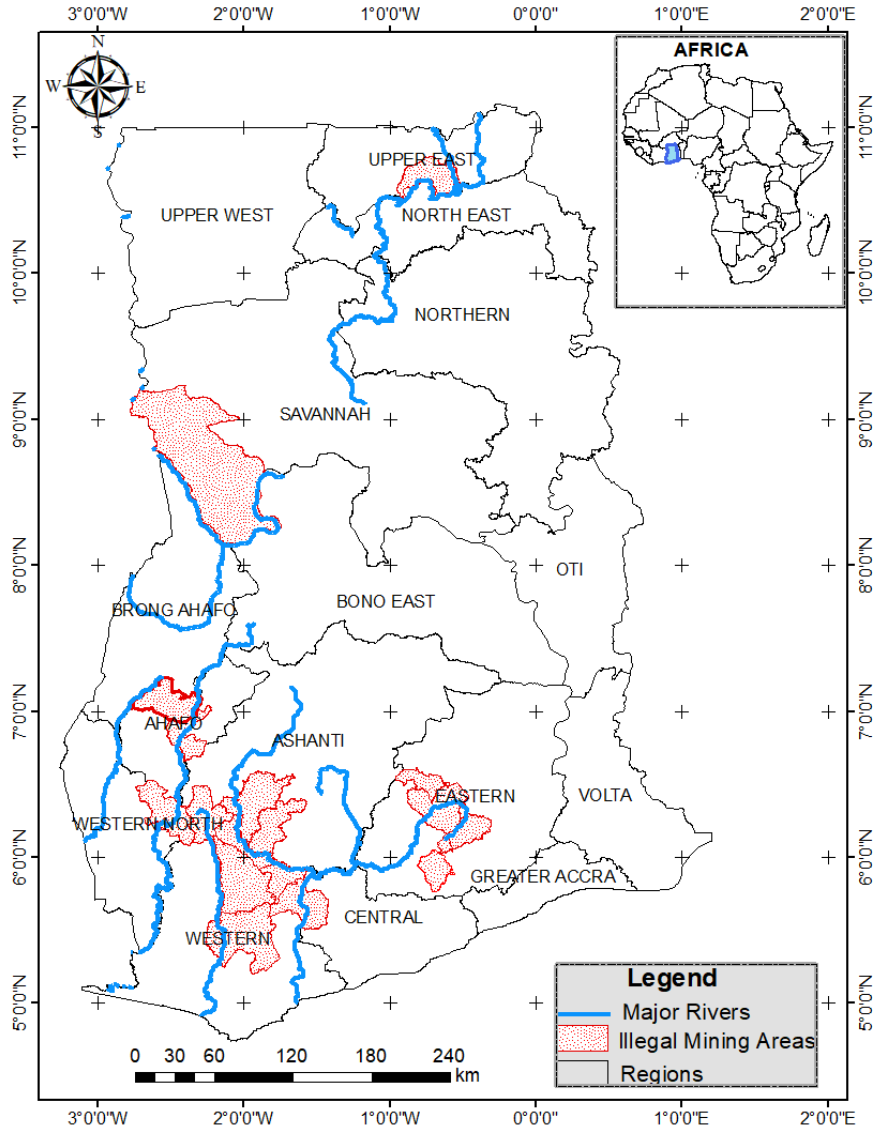 3°0'0"W 2°0'0"W 1°0'0"W 0°0'0" 1°0'0"E 2°0'0"E
N
W E
S
AFRICA
11°0'0"N 11°0'0"N
UPPER EAST
UPPER WEST
NORTH EAST
10°0'0"N 10°0'0"N
NORTHERN
SAVANNAH
9°0'0"N 9°0'0"N
8°0'0"N 8°0'0"N
OTI
BRONG AHAFO
BONO EAST
7°0'0"N 7°0'0"N
AHAFO
ASHANTI
EASTERN
VOLTA
WESTERN NORTH
6°0'0"N 6°0'0"N
GREATER ACCRA
CENTRAL
WESTERN
5°0'0"N 5°0'0"N
Legend
Major Rivers
Illegal Mining Areas
Regions
0 30 60 120 180 240
km
3°0'0"W 2°0'0"W 1°0'0"W 0°0'0" 1°0'0"E 2°0'0"E